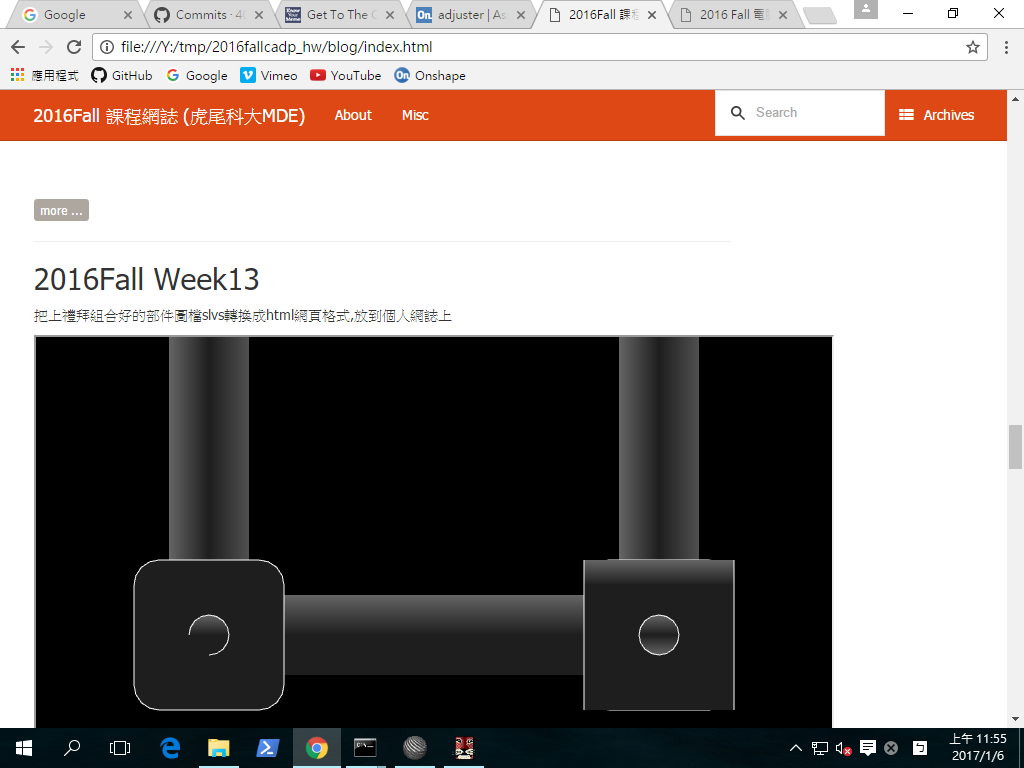 Google
Commits · 4
Get To The C
adjuster | As
2016Fall 課
2016 Fall 電
file:///Y:/tmp/2016fallcadp_hw/blog/index.html
應用程式 GitHub Google Vimeo YouTube Onshape
2016Fall 課程網誌 (虎尾科大MDE) About Misc Search Archives
more ...
2016Fall Week13
把上禮拜組合好的部件圖檔slvs轉換成html網頁格式,放到個人網誌上
上午 11:55
2017/1/6